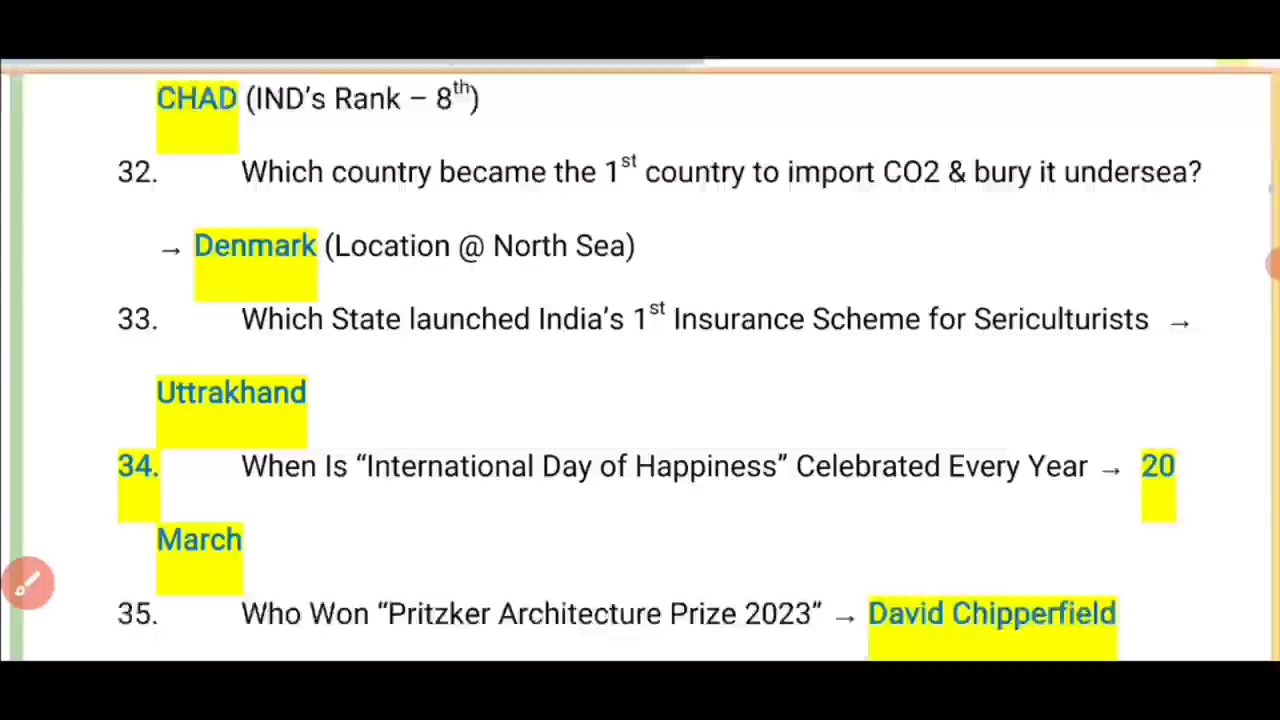 CHAD (IND’s Rank – 8th)
32. Which country became the 1st country to import CO2 & bury it undersea?
→ Denmark (Location @ North Sea)
33. Which State launched India’s 1st Insurance Scheme for Sericulturists →
Uttrakhand
34. When Is “International Day of Happiness” Celebrated Every Year → 20
March
35. Who Won “Pritzker Architecture Prize 2023” → David Chipperfield